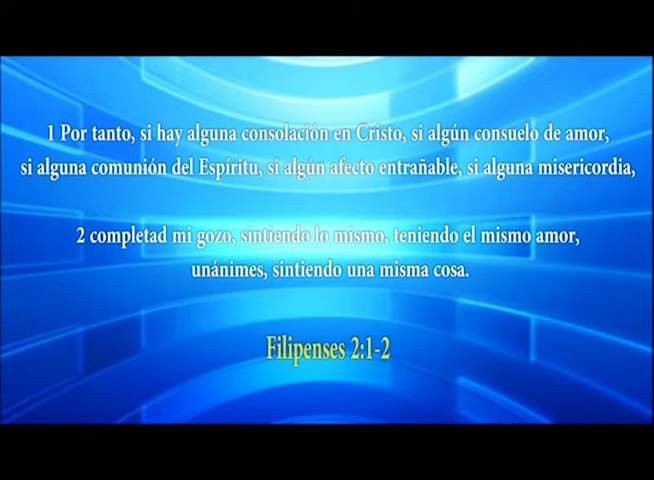 1 Por tanto, si hay alguna consolación en Cristo, si algún consuelo de amor,
si alguna comunión del Espíritu, si algún afecto entrañable, si alguna misericordia,
2 completad mi gozo, sintiendo lo mismo, teniendo el mismo amor,
unánimes, sintiendo una misma cosa.
Filipenses 2:1-2